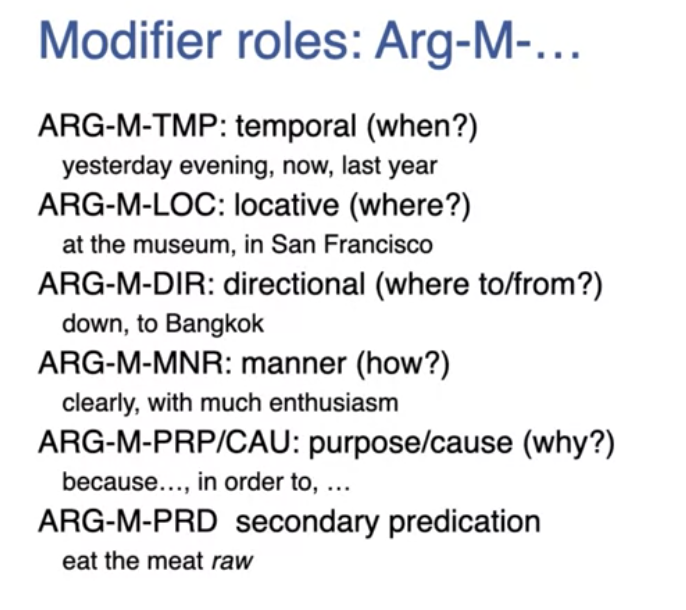 Modifier roles: Arg-M-…
ARG-M-TMP: temporal (when?)
yesterday evening, now, last year
ARG-M-LOC: locative (where?)
at the museum, in San Francisco
ARG-M-DIR: directional (where to/from?)
down, to Bangkok
ARG-M-MNR: manner (how?)
clearly, with much enthusiasm
ARG-M-PRP/CAU: purpose/cause (why?)
because…, in order to, …
ARG-M-PRD  secondary predication
eat the meat raw